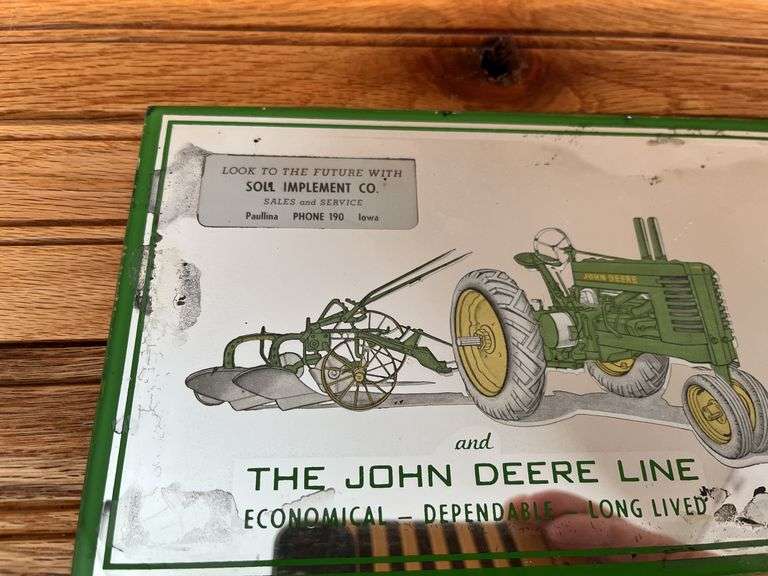 LOOK TO THE FUTURE WITH
SOLL IMPLEMENT CO.
SALES and SERVICE
Paullina PHONE 190 Iowa
JOHN DEERE
and
THE JOHN DEERE LINE
ECONOMICAL – DEPENDABLE – LONG LIVED